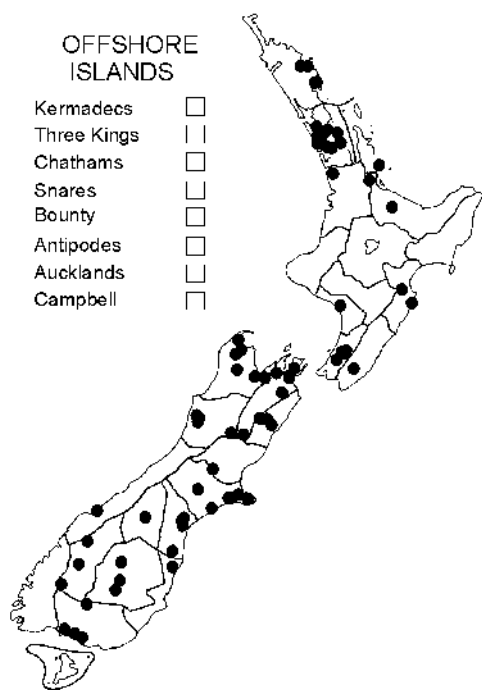 OFFSHORE
ISLANDS
Kermadecs
Three Kings
Chathams
Snares
Bounty
Antipodes
Aucklands
Campbell